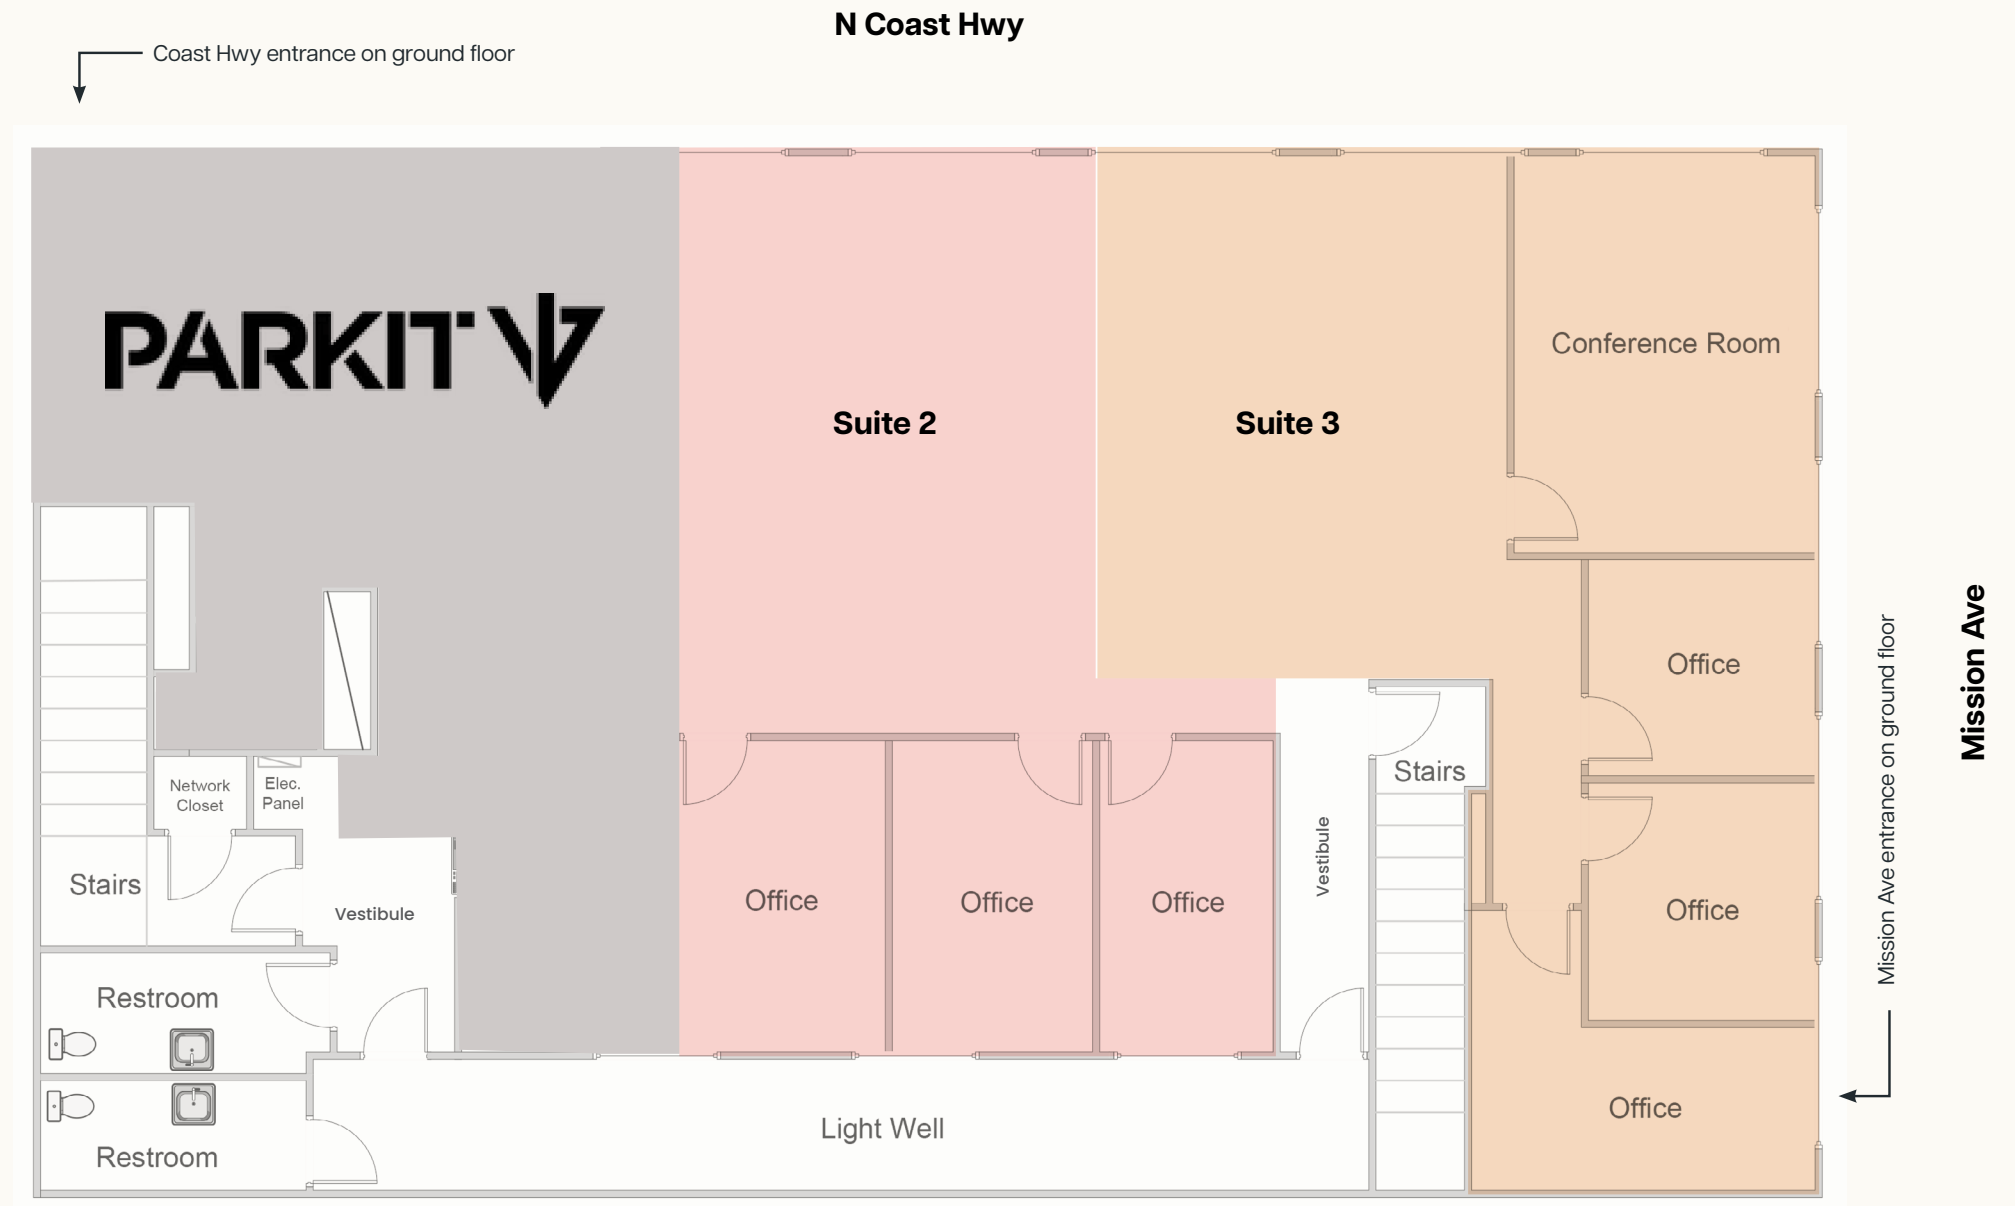 N Coast Hwy
Coast Hwy entrance on ground floor
PARKIT
Conference Room
Suite 2
Suite 3
Office
Mission Ave entrance on ground floor
Mission Ave
Network
Closet
Elec.
Panel
Stairs
Stairs
Vestibule
Vestibule
Office
Office
Office
Office
Restroom
Restroom
Light Well
Office